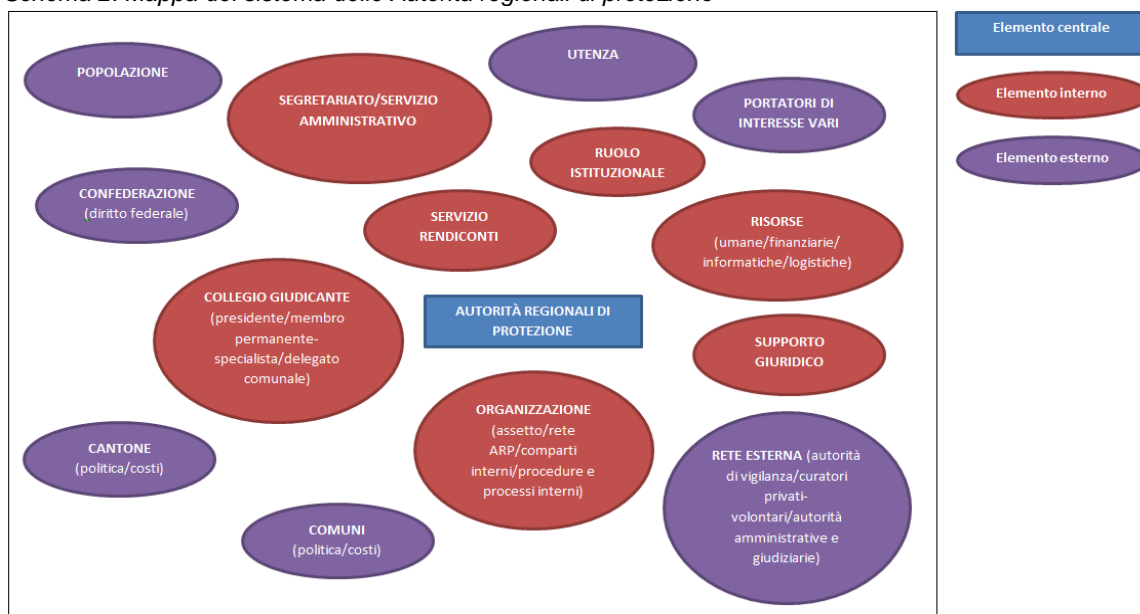 Schema 2: Mappa del sistema delle Autorità regionali di protezione
POPOLAZIONE
SEGRETARIATO/SERVIZIO
AMMINISTRATIVO
UTENZA
PORTATORI DI
INTERESSE VARI
RUOLO
ISTITUZIONALE
CONFEDERAZIONE
(diritto federale)
SERVIZIO
RENDICONTI
RISORSE
(umane/finanziarie/
informatiche/logistiche)
COLLEGIO GIUDICANTE
(presidente/membro
permanente-
specialista/delegato
comunale)
AUTORITÀ REGIONALI DI
PROTEZIONE
SUPPORTO
GIURIDICO
ORGANIZZAZIONE
(assetto/rete
ARP/comparti
interni/procedure e
processi interni)
CANTONE
(politica/costi)
RETE ESTERNA (autorità
di vigilanza/curatori
privati-
volontari/autorità
amministrative e
giudiziarie)
COMUNI
(politica/costi)
Elemento centrale
Elemento interno
Elemento esterno